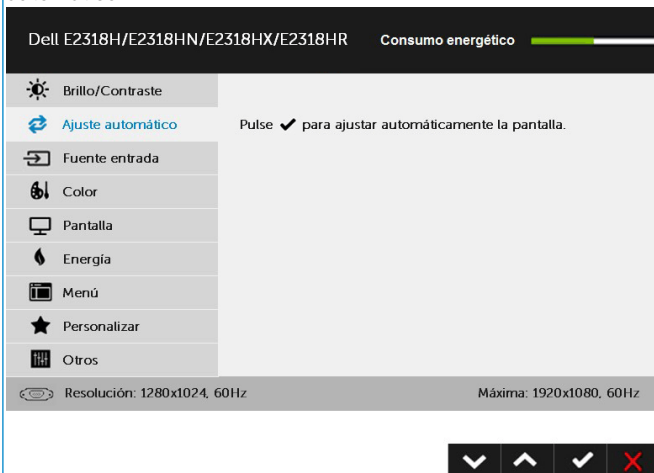 Dell E2318H/E2318HN/E2318HX/E2318HR Consumo energético
Brillo/Contraste
Ajuste automático Pulse ✔ para ajustar automáticamente la pantalla.
Fuente entrada
Color
Pantalla
Energía
Menú
Personalizar
Otros
Resolución: 1280x1024, 60Hz Máxima: 1920x1080, 60Hz